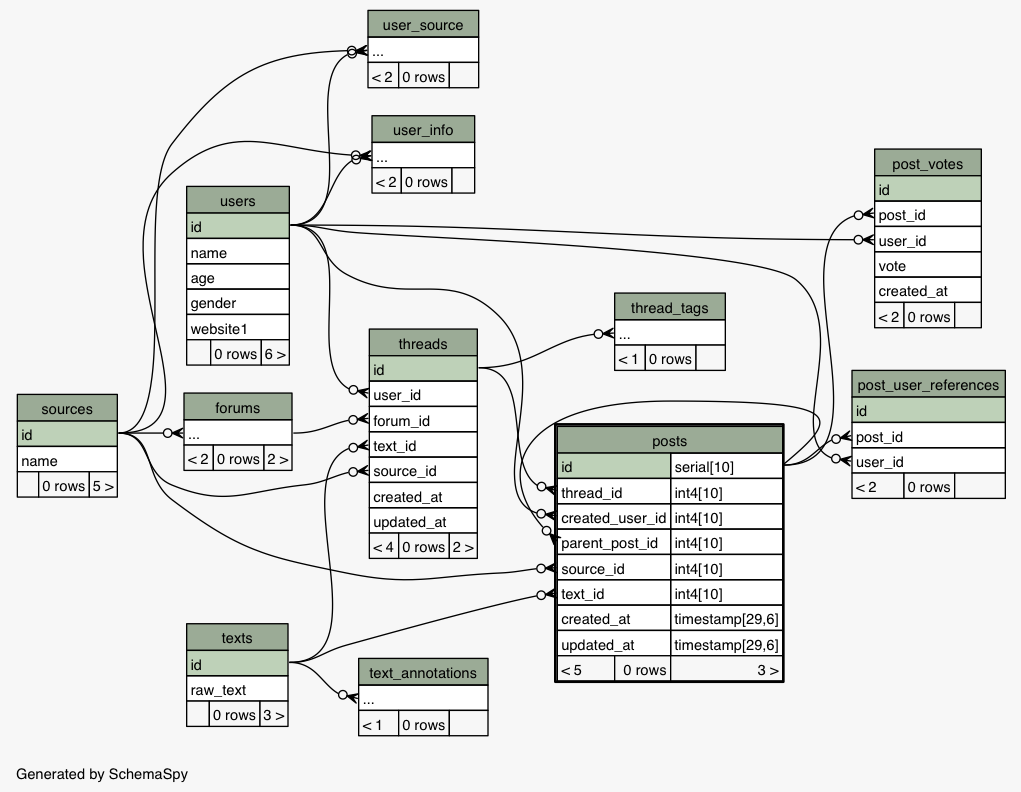 user_source
...
< 2 0 rows
user_info
...
< 2 0 rows
users
id
name
age
gender
website1
0 rows 6 >
post_votes
id
post_id
user_id
vote
created_at
< 2 0 rows
thread_tags
...
< 1 0 rows
threads
id
user_id
forum_id
text_id
source_id
created_at
updated_at
< 4 0 rows 2 >
sources
id
name
0 rows 5 >
forums
...
< 2 0 rows 2 >
post_user_references
id
post_id
user_id
< 2 0 rows
posts
id serial[10]
thread_id int4[10]
created_user_id int4[10]
parent_post_id int4[10]
source_id int4[10]
text_id int4[10]
created_at timestamp[29,6]
updated_at timestamp[29,6]
< 5 0 rows 3 >
texts
id
raw_text
0 rows 3 >
text_annotations
...
< 1 0 rows
Generated by SchemaSpy